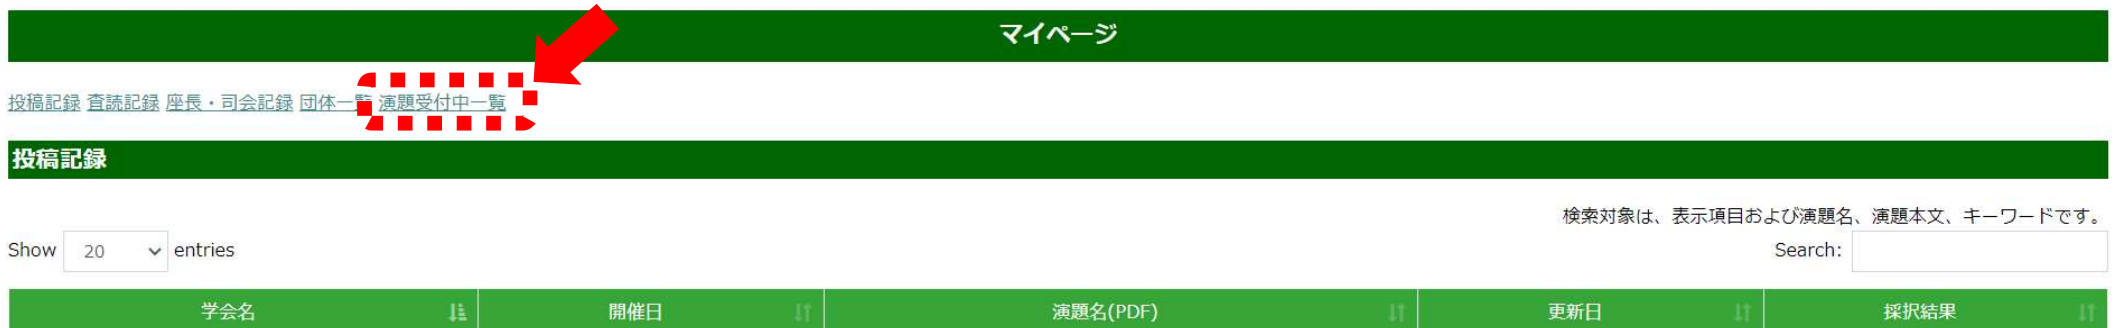 マイページ
投稿記録 査読記録 座長・司会記録 団体一覧 演題受付中一覧
投稿記録
検索対象は、表示項目および演題名、演題本文、キーワードです。
Show 20 entries
Search:
学会名 開催日 演題名(PDF) 更新日 採択結果